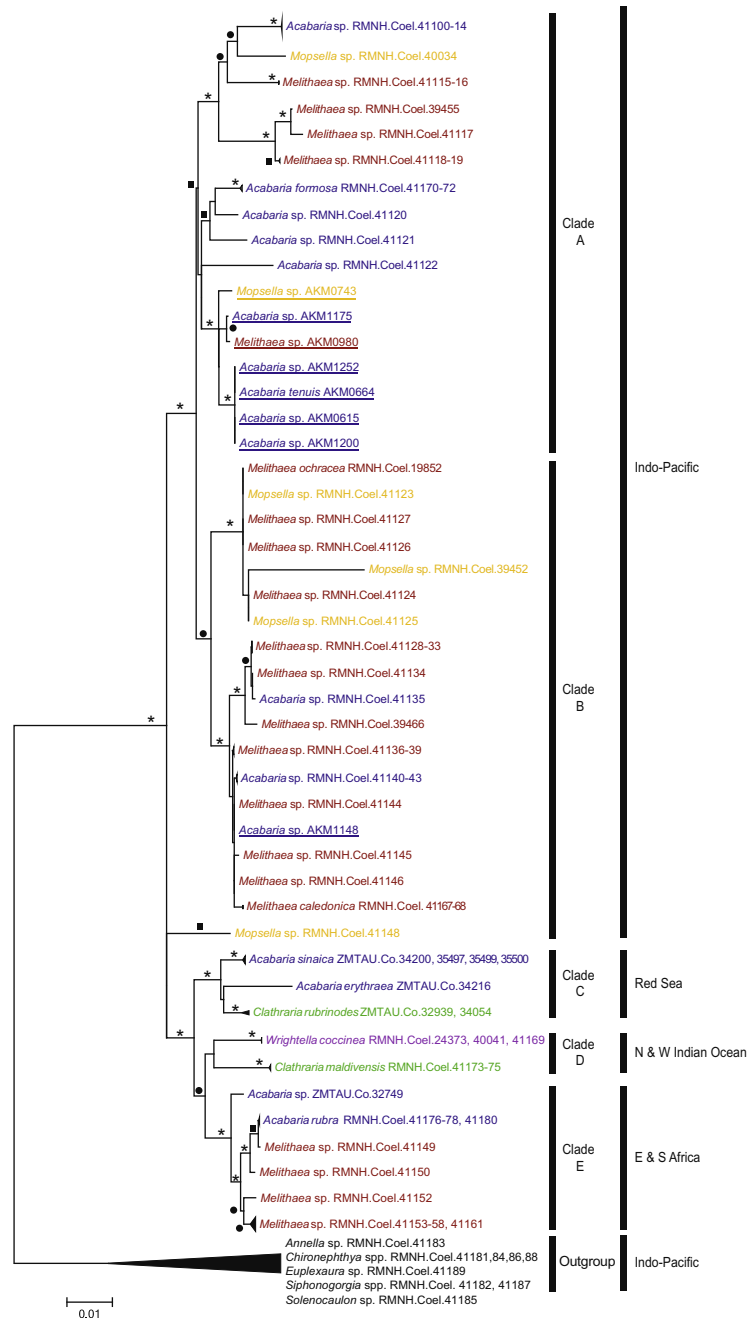 Acabaria sp. RMNH.Coel.41100-14
Mopsella sp. RMNH.Coel.40034
Melithaea sp. RMNH.Coel.41115-16
Melithaea sp. RMNH.Coel.39455
Melithaea sp. RMNH.Coel.41117
Melithaea sp. RMNH.Coel.41118-19
Acabaria formosa RMNH.Coel.41170-72
Acabaria sp. RMNH.Coel.41120
Acabaria sp. RMNH.Coel.41121
Acabaria sp. RMNH.Coel.41122
Mopsella sp. AKM0743
Acabaria sp. AKM1175
Melithaea sp. AKM0980
Acabaria sp. AKM1252
Acabaria tenuis AKM0664
Acabaria sp. AKM0615
Acabaria sp. AKM1200
Clade
A
Melithaea ochracea RMNH.Coel.19852
Mopsella sp. RMNH.Coel.41123
Melithaea sp. RMNH.Coel.41127
Melithaea sp. RMNH.Coel.41126
Mopsella sp. RMNH.Coel.39452
Melithaea sp. RMNH.Coel.41124
Mopsella sp. RMNH.Coel.41125
Melithaea sp. RMNH.Coel.41128-33
Melithaea sp. RMNH.Coel.41134
Acabaria sp. RMNH.Coel.41135
Melithaea sp. RMNH.Coel.39466
Melithaea sp. RMNH.Coel.41136-39
Acabaria sp. RMNH.Coel.41140-43
Melithaea sp. RMNH.Coel.41144
Acabaria sp. AKM1148
Melithaea sp. RMNH.Coel.41145
Melithaea sp. RMNH.Coel.41146
Melithaea caledonica RMNH.Coel. 41167-68
Mopsella sp. RMNH.Coel.41148
Clade
B
Indo-Pacific
Acabaria sinaica ZMTAU.Co.34200, 35497, 35499, 35500
Acabaria erythraea ZMTAU.Co.34216
Clathraria rubrinodes ZMTAU.Co.32939, 34054
Clade
C
Red Sea
Wrightella coccinea RMNH.Coel.24373, 40041, 41169
Clathraria maldivensis RMNH.Coel.41173-75
Clade
D
N & W Indian Ocean
Acabaria sp. ZMTAU.Co.32749
Acabaria rubra RMNH.Coel.41176-78, 41180
Melithaea sp. RMNH.Coel.41149
Melithaea sp. RMNH.Coel.41150
Melithaea sp. RMNH.Coel.41152
Melithaea sp. RMNH.Coel.41153-58, 41161
Clade
E
E & S Africa
Annella sp. RMNH.Coel.41183
Chironephthya spp. RMNH.Coel.41181,84,86,88
Euplexaura sp. RMNH.Coel.41189
Siphonogorgia spp. RMNH.Coel. 41182, 41187
Solenocaulon sp. RMNH.Coel.41185
Outgroup
Indo-Pacific
0.01